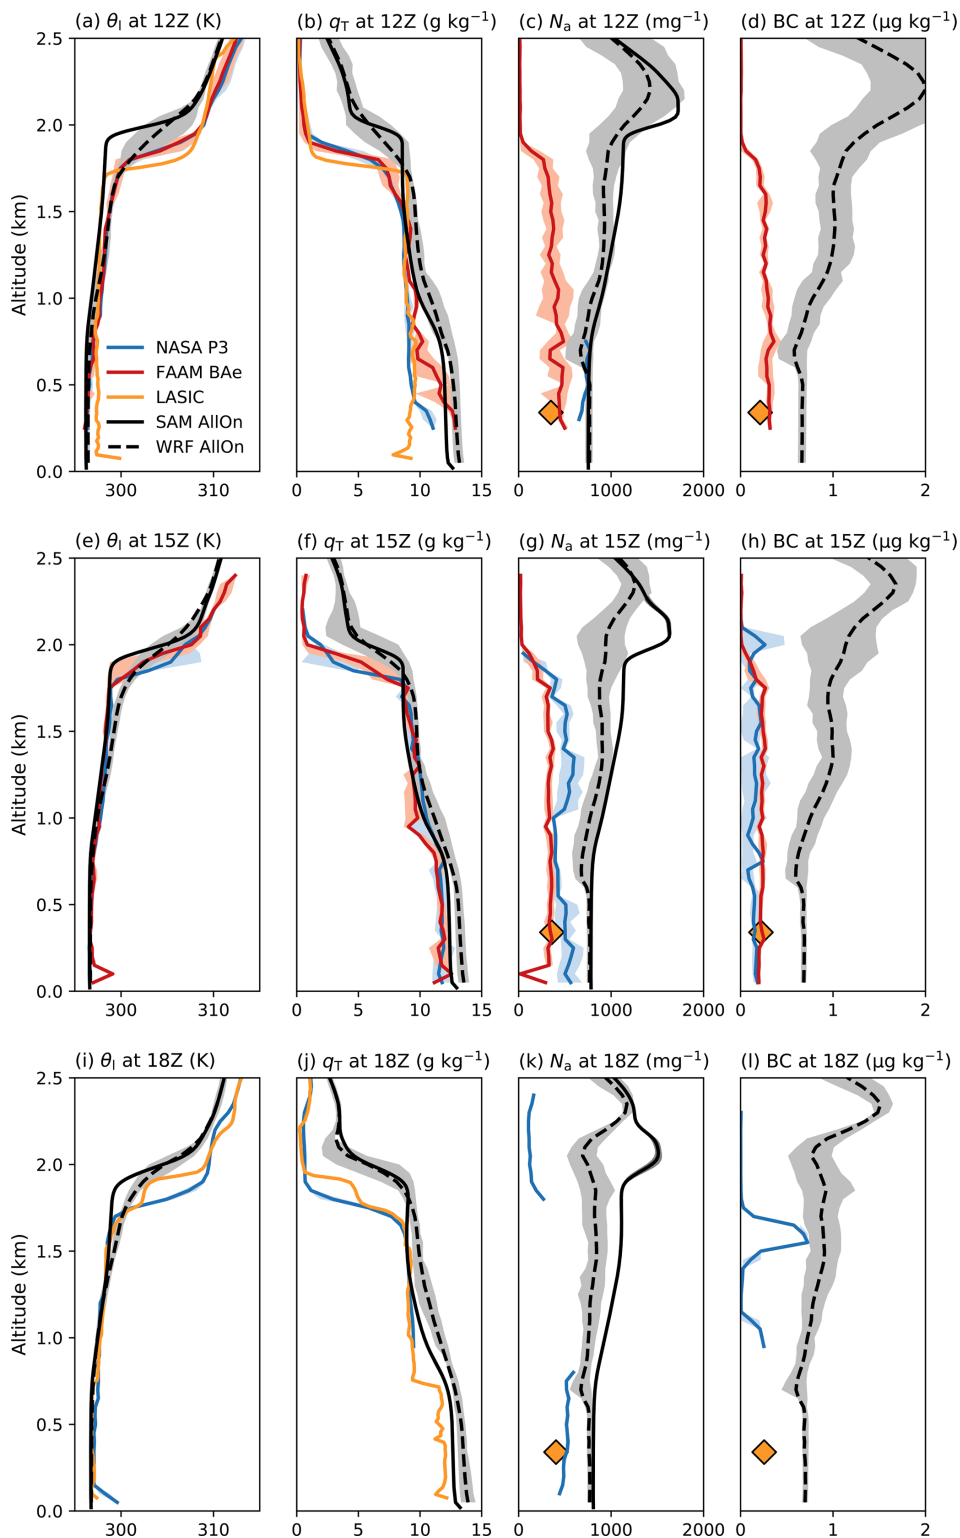 (a) θl at 12Z (K)
(b) qT at 12Z (g kg⁻¹)
(c) Na at 12Z (mg⁻¹)
(d) BC at 12Z (μg kg⁻¹)
2.5
2.0
1.5
1.0
0.5
0.0
Altitude (km)
NASA P3
FAAM BAe
LASIC
SAM AllOn
WRF AllOn
300 310
0 5 10 15
0 1000 2000
0 1 2
(e) θl at 15Z (K)
(f) qT at 15Z (g kg⁻¹)
(g) Na at 15Z (mg⁻¹)
(h) BC at 15Z (μg kg⁻¹)
2.5
2.0
1.5
1.0
0.5
0.0
Altitude (km)
300 310
0 5 10 15
0 1000 2000
0 1 2
(i) θl at 18Z (K)
(j) qT at 18Z (g kg⁻¹)
(k) Na at 18Z (mg⁻¹)
(l) BC at 18Z (μg kg⁻¹)
2.5
2.0
1.5
1.0
0.5
0.0
Altitude (km)
300 310
0 5 10 15
0 1000 2000
0 1 2